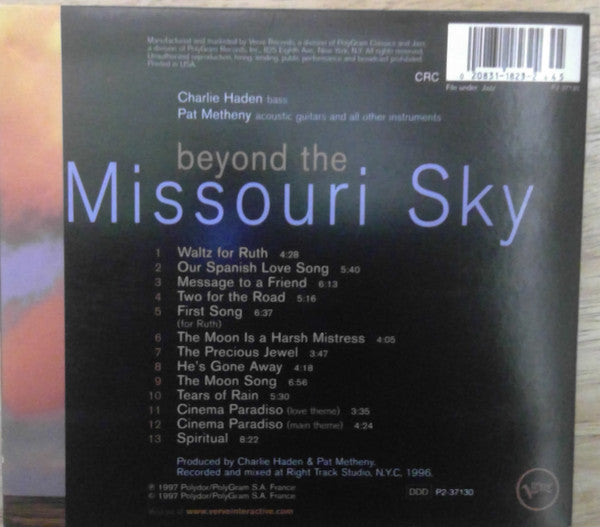 Manufactured and marketed by Verve Records, a division of PolyGram Classics and Jazz
a division of PolyGram Records, Inc., 825 Eighth Ave., New York, N.Y. All rights reserved.
Unauthorized reproduction, hiring, lending, public performance and broadcast prohibited.
Printed in USA.
CRC
File under: Jazz P2-37130
Charlie Haden bass
Pat Metheny acoustic guitars and all other instruments
beyond the
Missouri Sky
1 Waltz for Ruth 4:28
2 Our Spanish Love Song 5:40
3 Message to a Friend 6:13
4 Two for the Road 5:16
5 First Song 6:37
(for Ruth)
6 The Moon Is a Harsh Mistress 4:05
7 The Precious Jewel 3:47
8 He's Gone Away 4:18
9 The Moon Song 6:56
10 Tears of Rain 5:30
11 Cinema Paradiso (love theme) 3:35
12 Cinema Paradiso (main theme) 4:24
13 Spiritual 8:22
Produced by Charlie Haden & Pat Metheny.
Recorded and mixed at Right Track Studio, N.Y.C. 1996.
℗ 1997 Polydor/PolyGram S.A. France
© 1997 Polydor/PolyGram S.A. France
DDD P2-37130
Verve
www.verveinteractive.com